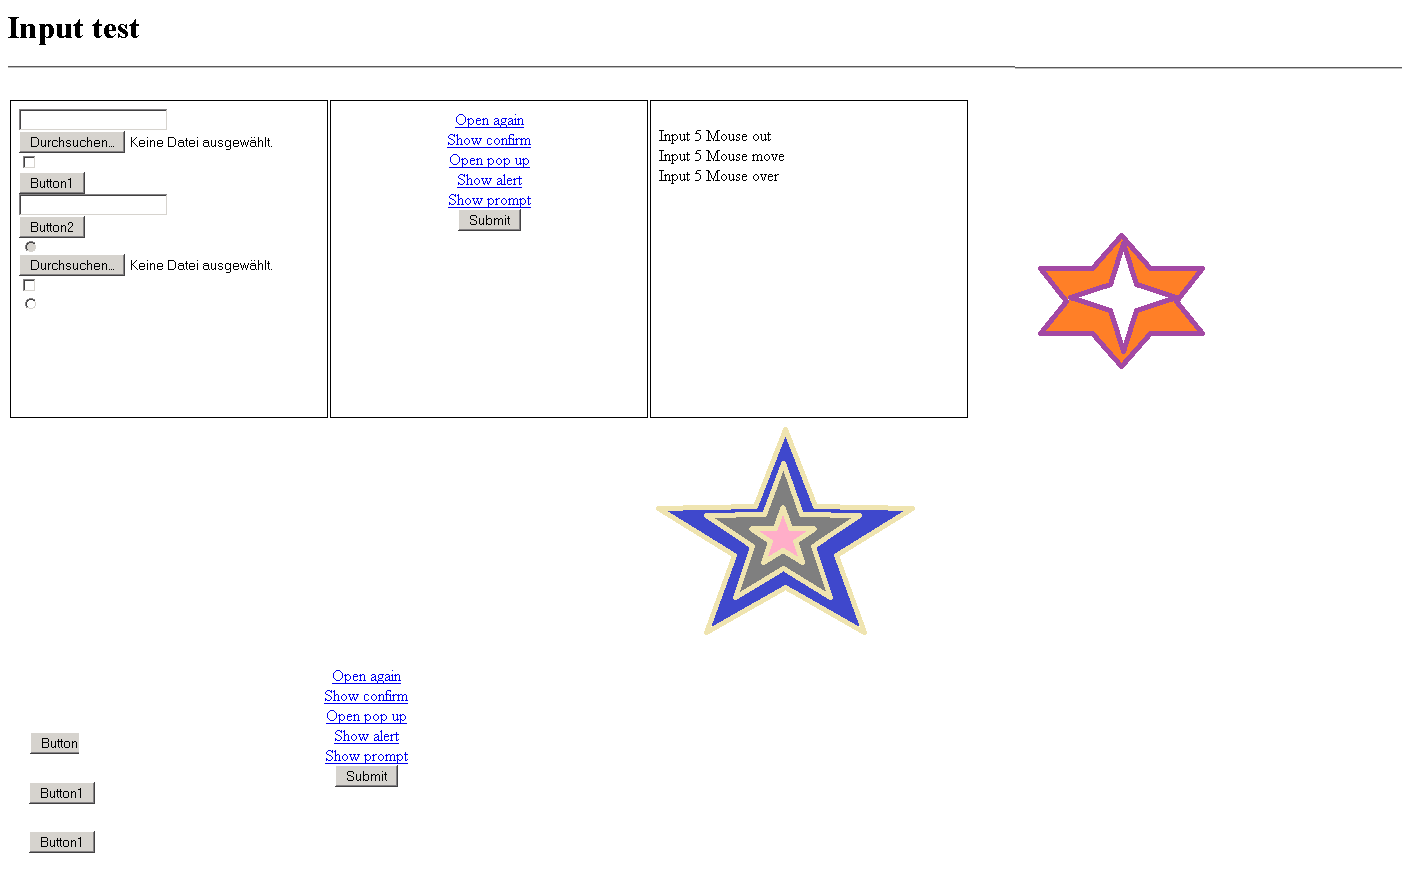 Input test
Durchsuchen... Keine Datei ausgewählt.
Button1
Button2
Durchsuchen... Keine Datei ausgewählt.
Open again
Show confirm
Open pop up
Show alert
Show prompt
Submit
Input 5 Mouse out
Input 5 Mouse move
Input 5 Mouse over
Open again
Show confirm
Open pop up
Show alert
Show prompt
Submit
Button
Button1
Button1